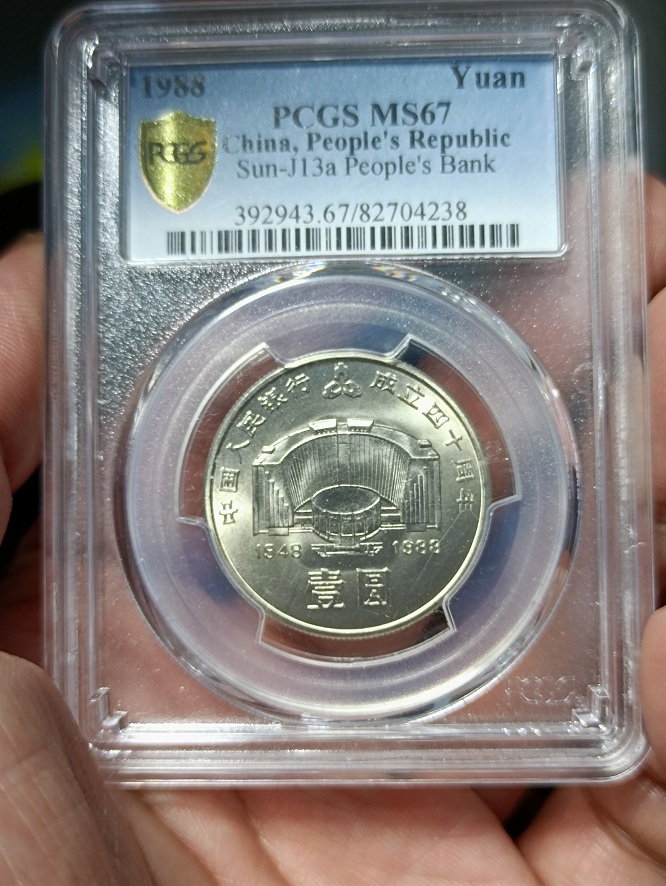 1988 Yuan
PCGS MS67
PCGS
China, People's Republic
Sun-J13a People's Bank
392943.67/82704238
中国人民银行 成立四十周年
1948 1988
壹圆